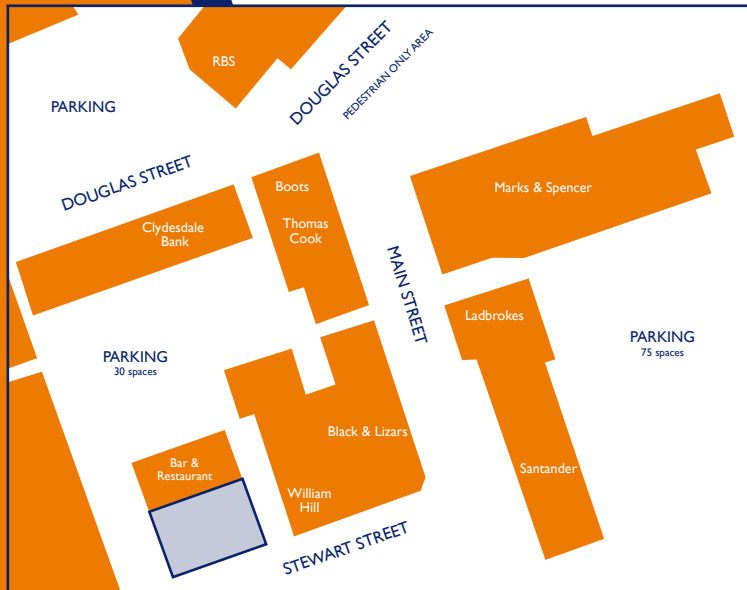 RBS
DOUGLAS STREET
PEDESTRIAN ONLY AREA
PARKING
DOUGLAS STREET
Boots
Marks & Spencer
Clydesdale
Bank
Thomas
Cook
MAIN STREET
Ladbrokes
PARKING
75 spaces
PARKING
30 spaces
Black & Lizars
Bar &
Restaurant
Santander
William
Hill
STEWART STREET